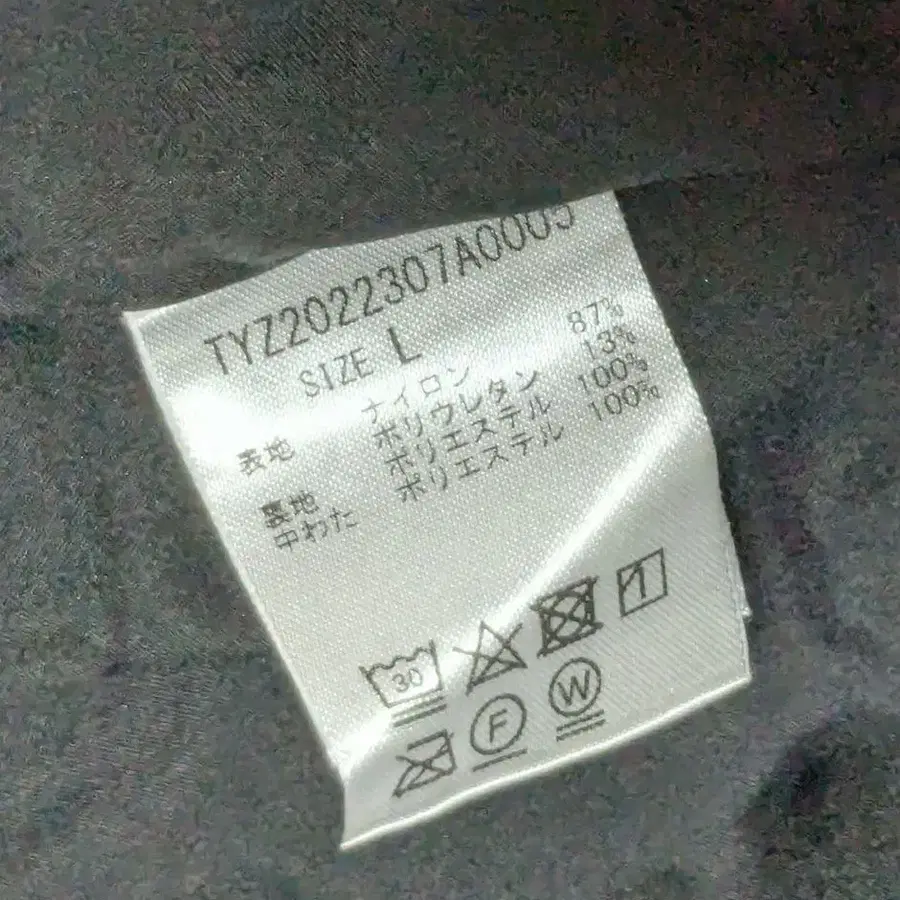 TYZ2022307A0005
SIZE L
表地 ナイロン 87%
ポリウレタン 13%
裏地 ポリエステル 100%
中わた ポリエステル 100%
30
F W